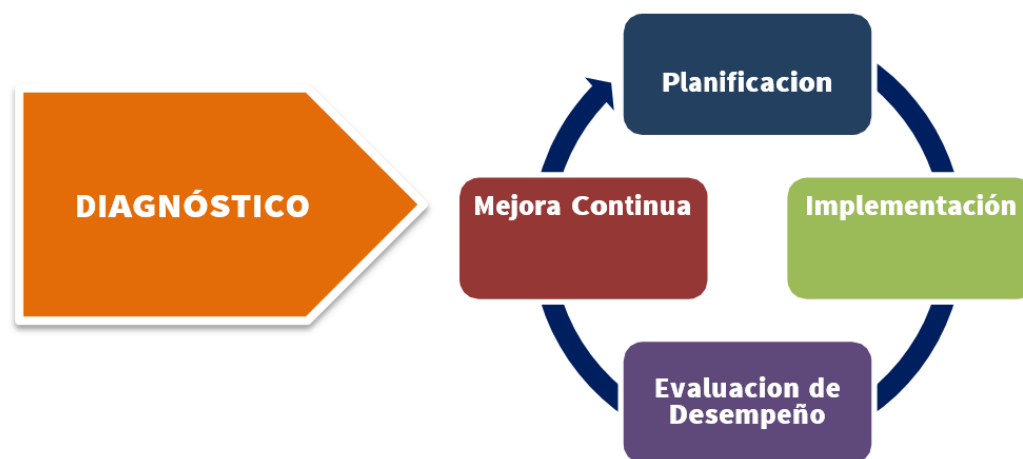 DIAGNÓSTICO
Planificacion
Mejora Continua
Implementación
Evaluacion de
Desempeño